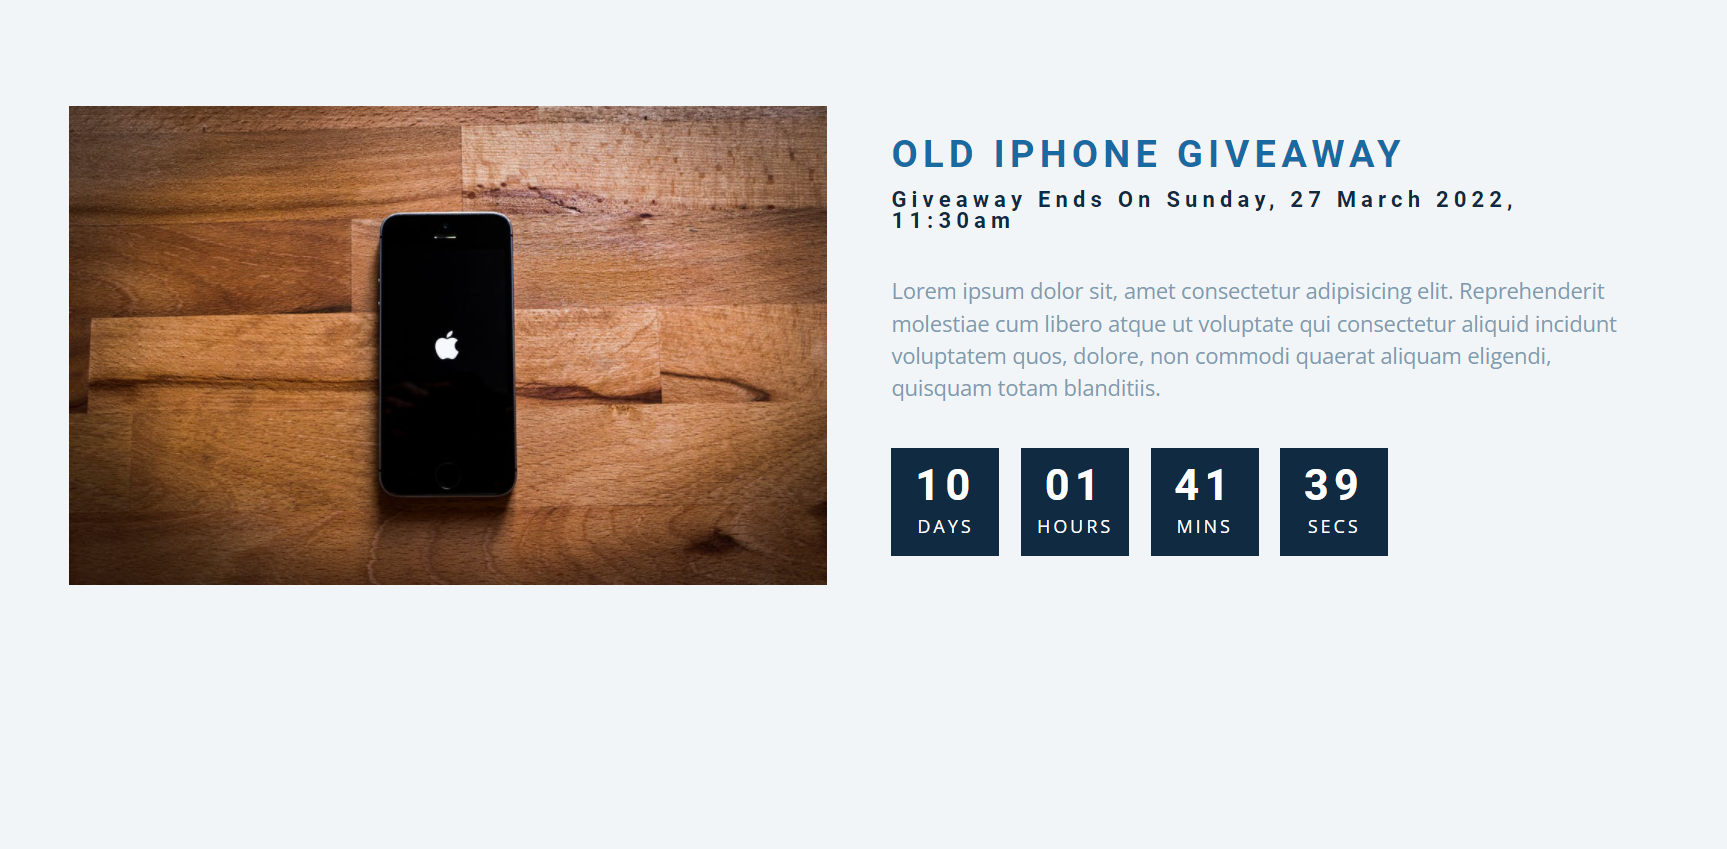 OLD IPHONE GIVEAWAY
Giveaway Ends On Sunday, 27 March 2022,
11:30am
Lorem ipsum dolor sit, amet consectetur adipisicing elit. Reprehenderit
molestiae cum libero atque ut voluptate qui consectetur aliquid incidunt
voluptatem quos, dolore, non commodi quaerat aliquam eligendi,
quisquam totam blanditiis.
10 01 41 39
DAYS HOURS MINS SECS